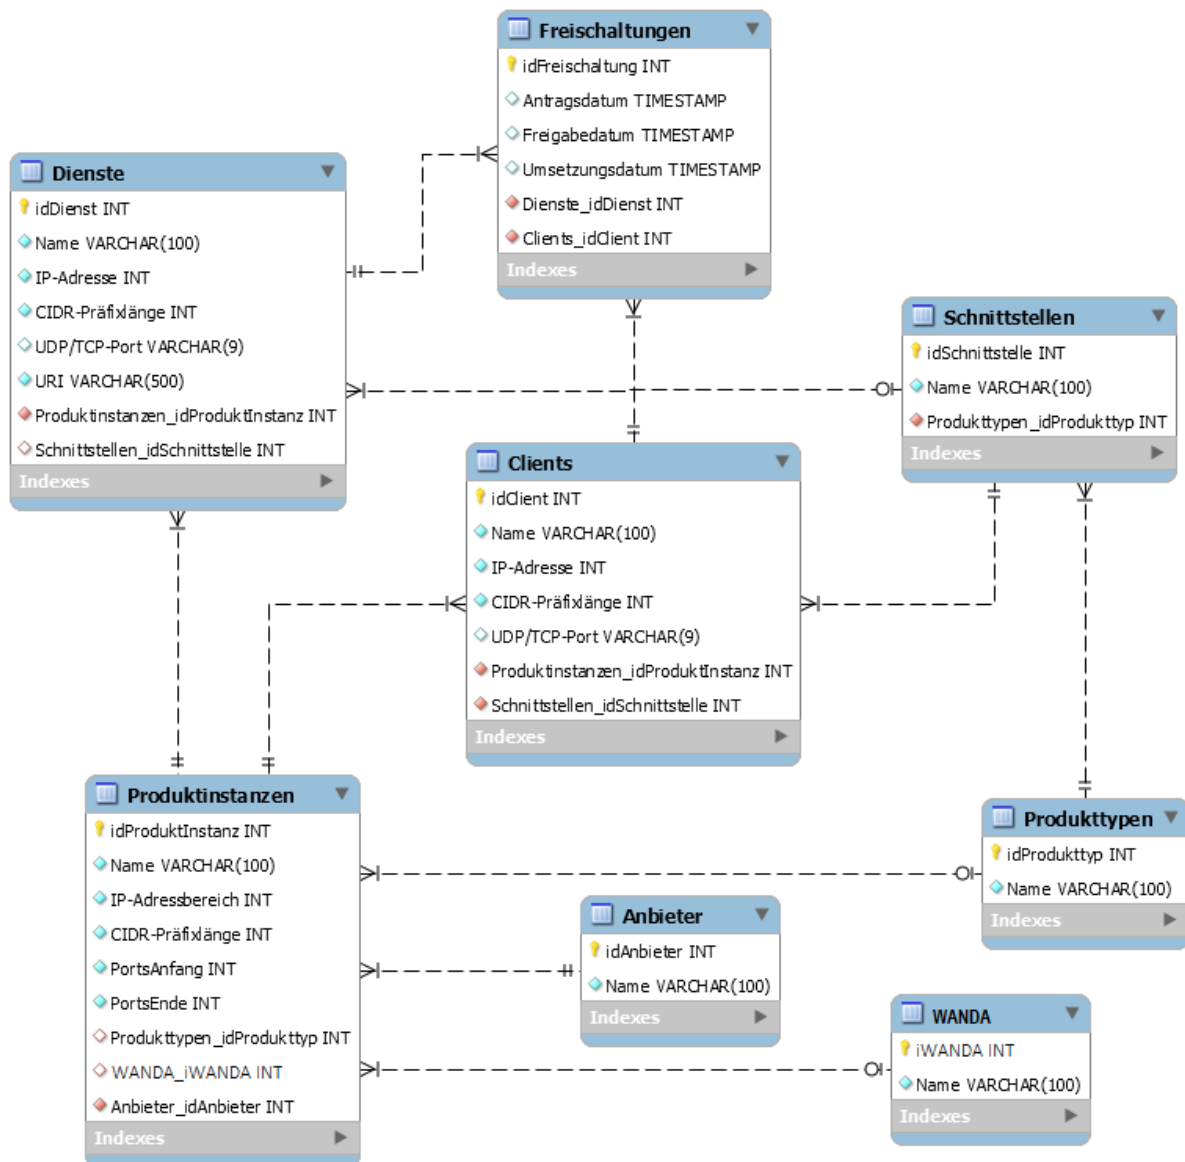 Freischaltungen
idFreischaltung INT
Antragsdatum TIMESTAMP
Freigabedatum TIMESTAMP
Umsetzungsdatum TIMESTAMP
Dienste_idDienst INT
Clients_idClient INT
Indexes
Dienste
idDienst INT
Name VARCHAR(100)
IP-Adresse INT
CIDR-Präfixlänge INT
UDP/TCP-Port VARCHAR(9)
URI VARCHAR(500)
Produktinstanzen_idProduktInstanz INT
Schnittstellen_idSchnittstelle INT
Indexes
Schnittstellen
idSchnittstelle INT
Name VARCHAR(100)
Produkttypen_idProdukttyp INT
Indexes
Clients
idClient INT
Name VARCHAR(100)
IP-Adresse INT
CIDR-Präfixlänge INT
UDP/TCP-Port VARCHAR(9)
Produktinstanzen_idProduktInstanz INT
Schnittstellen_idSchnittstelle INT
Indexes
Produktinstanzen
idProduktInstanz INT
Name VARCHAR(100)
IP-Adressbereich INT
CIDR-Präfixlänge INT
PortsAnfang INT
PortsEnde INT
Produkttypen_idProdukttyp INT
WANDA_iWANDA INT
Anbieter_idAnbieter INT
Indexes
Produkttypen
idProdukttyp INT
Name VARCHAR(100)
Indexes
Anbieter
idAnbieter INT
Name VARCHAR(100)
Indexes
WANDA
iWANDA INT
Name VARCHAR(100)
Indexes